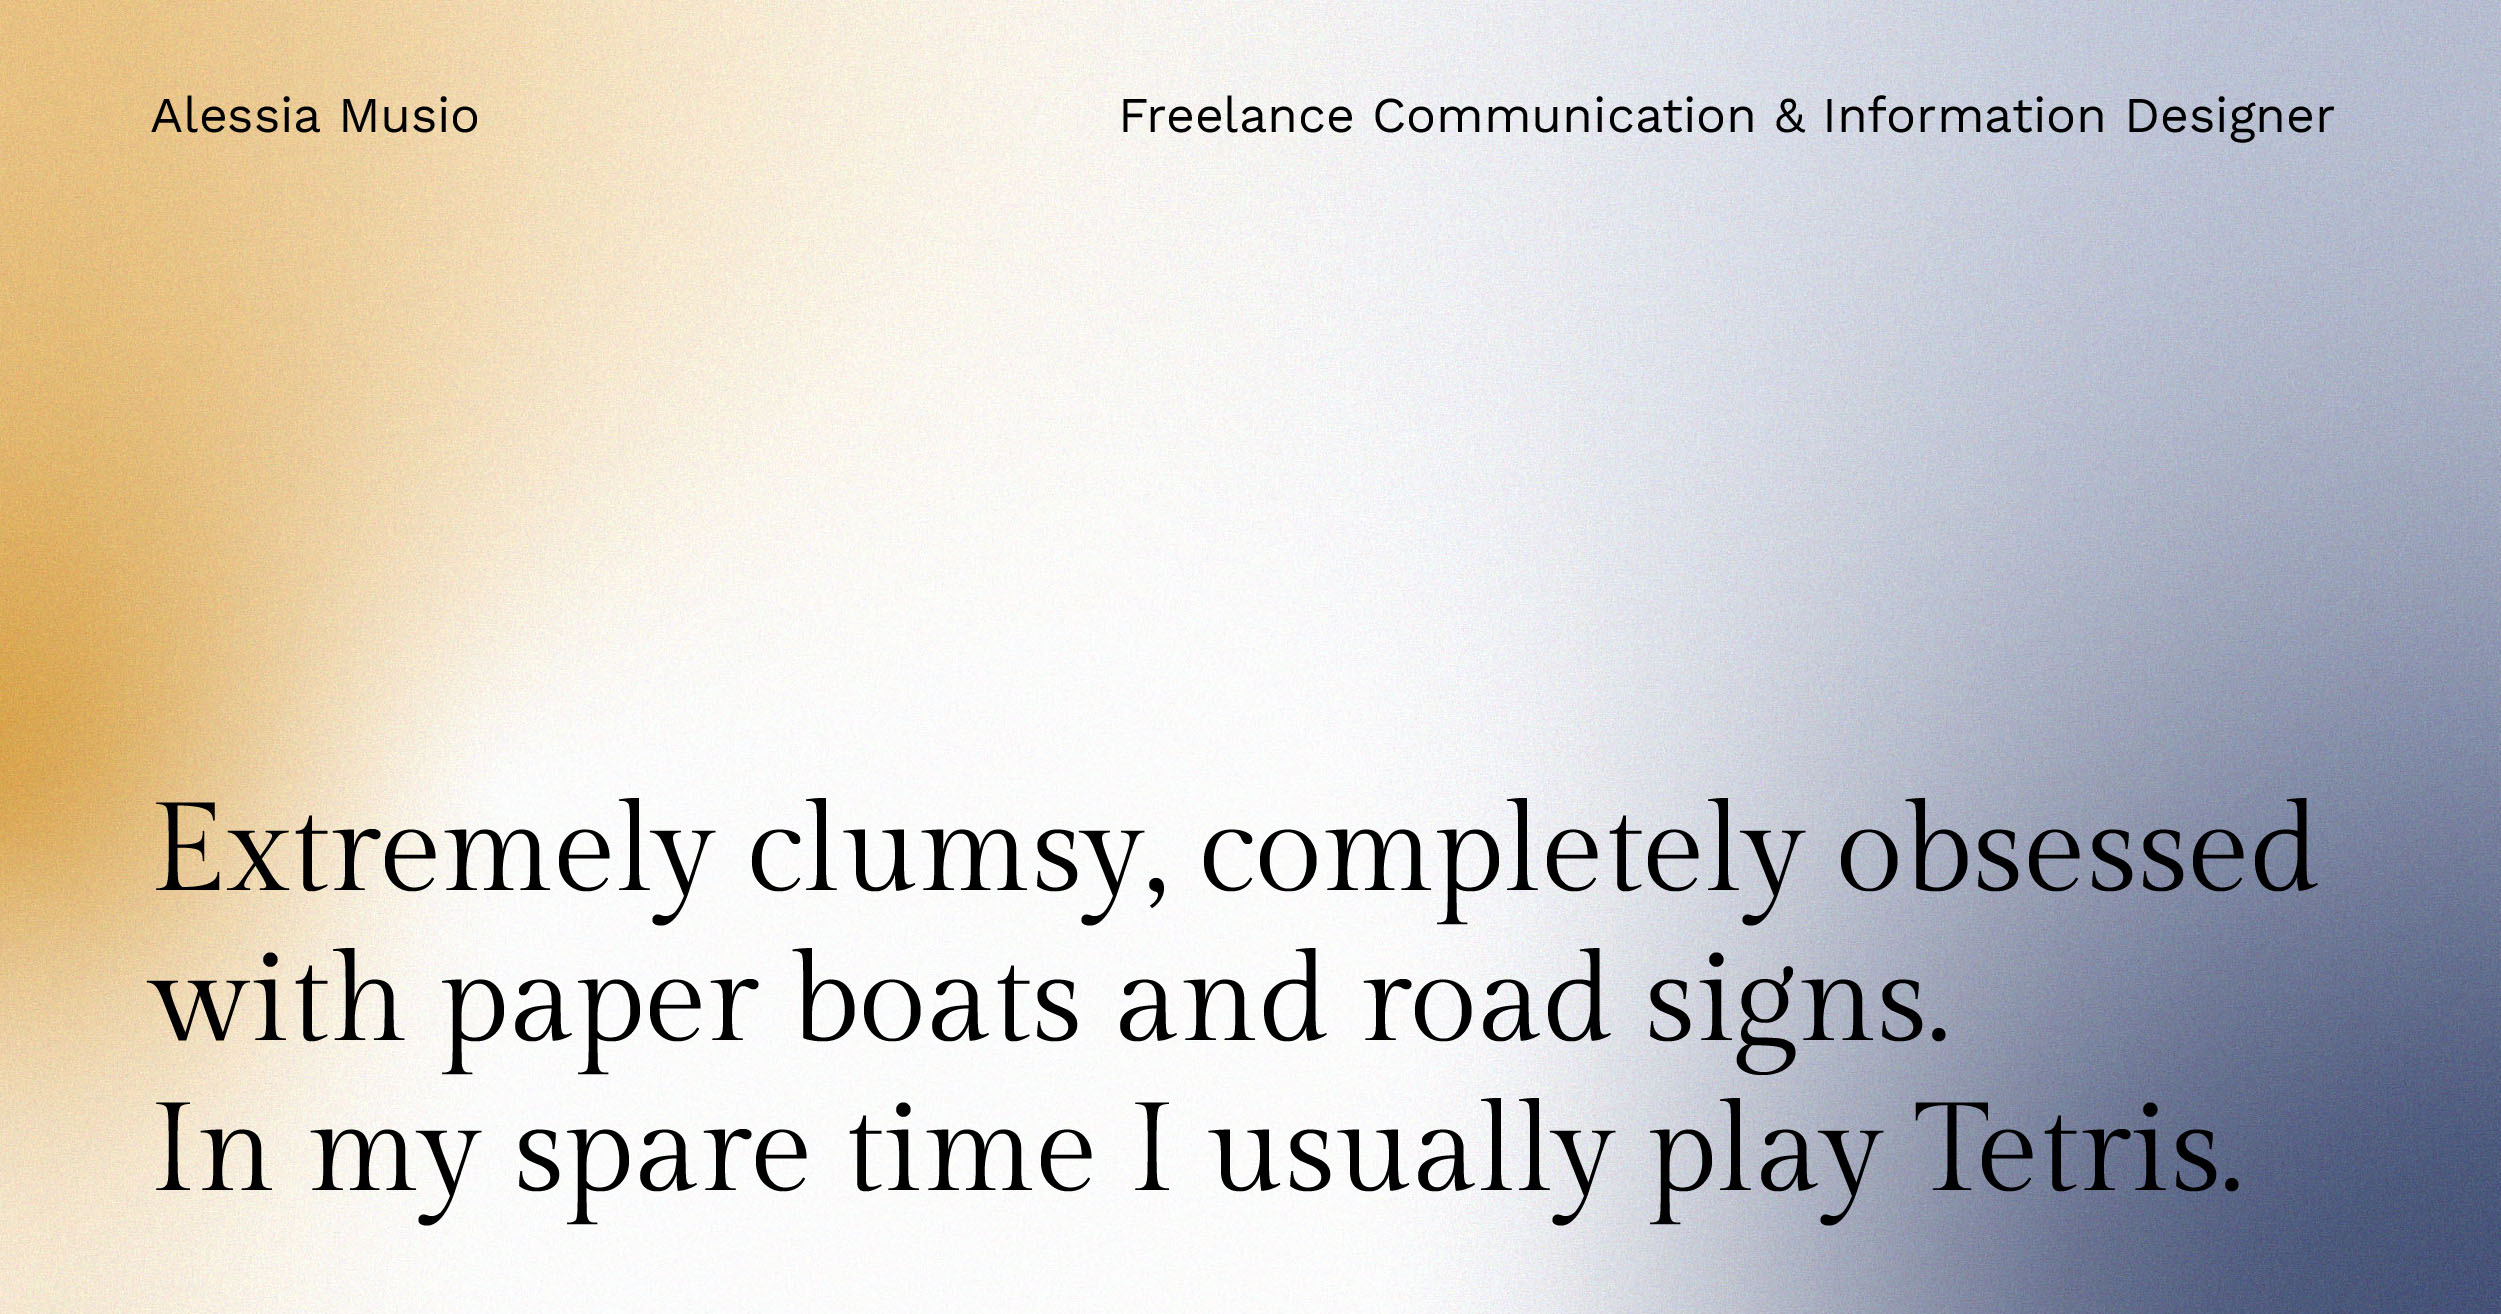 Alessia Musio
Freelance Communication & Information Designer
Extremely clumsy, completely obsessed
with paper boats and road signs.
In my spare time I usually play Tetris.